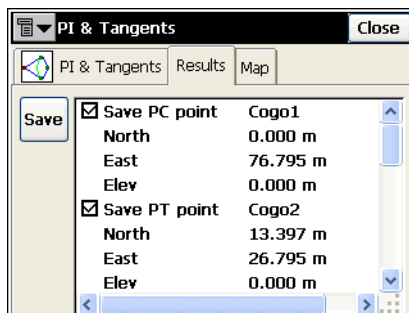 PI & Tangents Close
PI & Tangents Results Map
Save
Save PC point Cogo1
North 0.000 m
East 76.795 m
Elev 0.000 m
Save PT point Cogo2
North 13.397 m
East 26.795 m
Elev 0.000 m